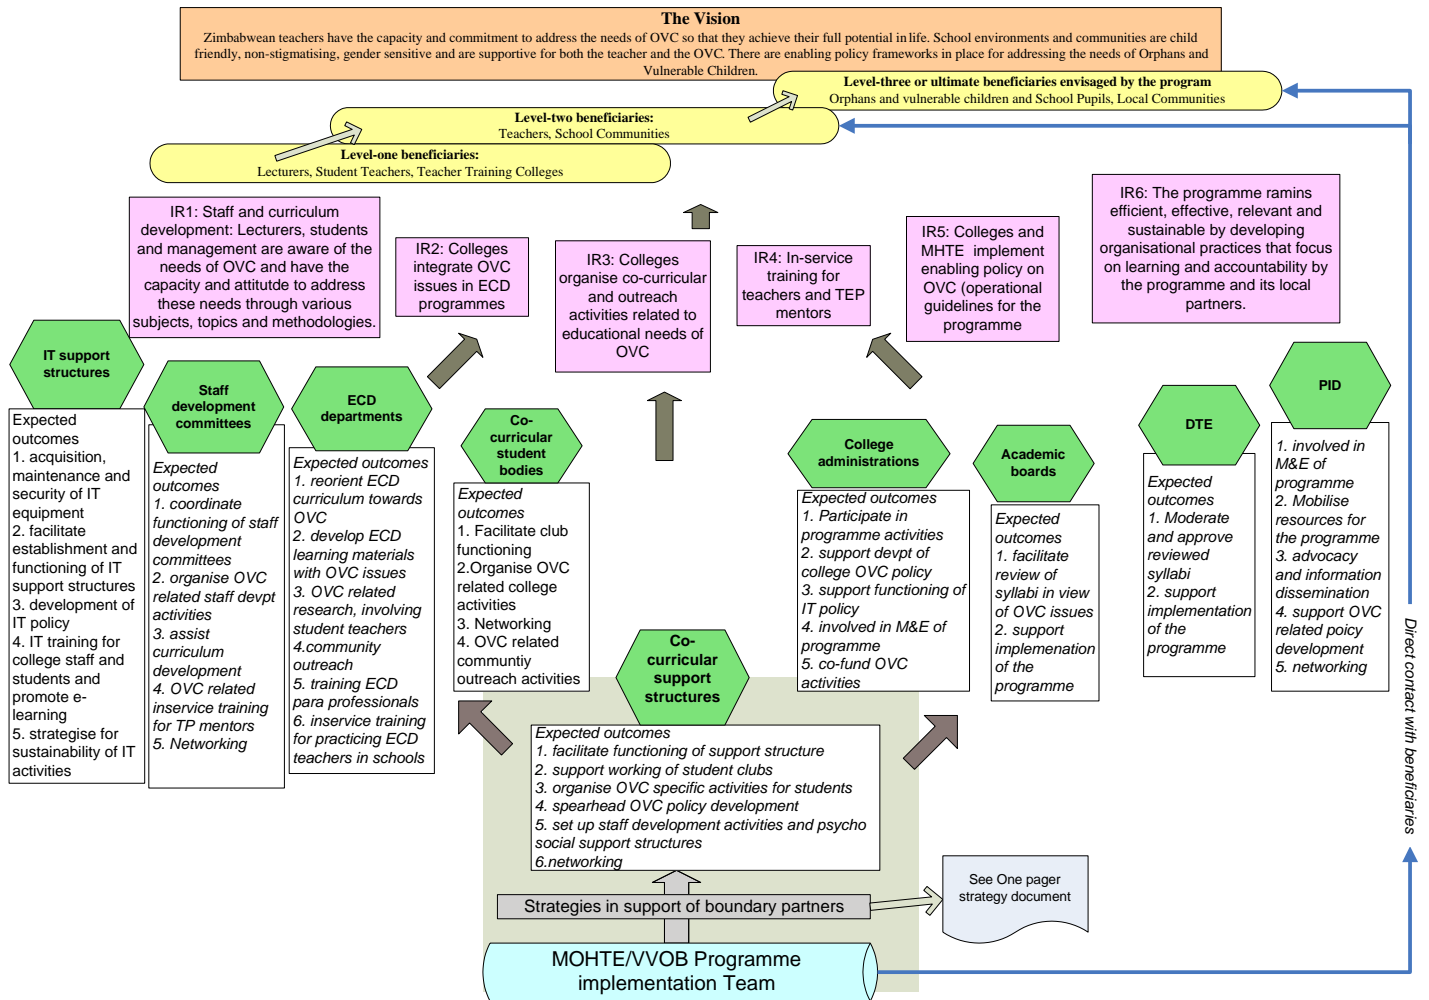 The Vision
Zimbabwean teachers have the capacity and commitment to address the needs of OVC so that they achieve their full potential in life. School environments and communities are child
friendly, non-stigmatising, gender sensitive and are supportive for both the teacher and the OVC. There are enabling policy frameworks in place for addressing the needs of Orphans and
Vulnerable Children.
Level-three or ultimate beneficiaries envisaged by the program
Orphans and vulnerable children and School Pupils, Local Communities
Level-two beneficiaries:
Teachers, School Communities
Level-one beneficiaries:
Lecturers, Student Teachers, Teacher Training Colleges
IR1: Staff and curriculum
development: Lecturers, students
and management are aware of the
needs of OVC and have the
capacity and attitutde to address
these needs through various
subjects, topics and methodologies.
IR2: Colleges
integrate OVC
issues in ECD
programmes
IR3: Colleges
organise co-curricular
and outreach
activities related to
educational needs of
OVC
IR4: In-service
training for
teachers and TEP
mentors
IR5: Colleges and
MHTE implement
enabling policy on
OVC (operational
guidelines for the
programme
IR6: The programme ramins
efficient, effective, relevant and
sustainable by developing
organisational practices that focus
on learning and accountability by
the programme and its local
partners.
IT support
structures
Expected
outcomes
1. acquisition,
maintenance and
security of IT
equipment
2. facilitate
establishment and
functioning of IT
support structures
3. development of
IT policy
4. IT training for
college staff and
students and
promote e-
learning
5. strategise for
sustainability of IT
activities
Staff
development
committees
Expected
outcomes
1. coordinate
functioning of staff
development
committees
2. organise OVC
related staff devpt
activities
3. assist
curriculum
development
4. OVC related
inservice training
for TP mentors
5. Networking
ECD
departments
Expected outcomes
1. reorient ECD
curriculum towards
OVC
2. develop ECD
learning materials
with OVC issues
3. OVC related
research, involving
student teachers
4.community
outreach
5. training ECD
para professionals
6. inservice training
for practicing ECD
teachers in schools
Co-
curricular
student
bodies
Expected
outcomes
1. Facilitate club
functioning
2.Organise OVC
related college
activities
3. Networking
4. OVC related
communtiy
outreach activities
Co-
curricular
support
structures
Expected outcomes
1. facilitate functioning of support structure
2. support working of student clubs
3. organise OVC specific activities for students
4. spearhead OVC policy development
5. set up staff development activities and psycho
social support structures
6.networking
College
administrations
Expected outcomes
1. Participate in
programme activities
2. support devpt of
college OVC policy
3. support functioning of
IT policy
4. involved in M&E of
programme
5. co-fund OVC
activities
Academic
boards
Expected
outcomes
1. facilitate
review of
syllabi in view
of OVC issues
2. support
implemenation
of the
programme
DTE
Expected
outcomes
1. Moderate
and approve
reviewed
syllabi
2. support
implementation
of the
programme
PID
1. involved in
M&E of
programme
2. Mobilise
resources for
the programme
3. advocacy
and information
dissemination
4. support OVC
related poicy
development
5. networking
Direct contact with beneficiaries
Strategies in support of boundary partners
See One pager
strategy document
MOHTE/VVOB Programme
implementation Team